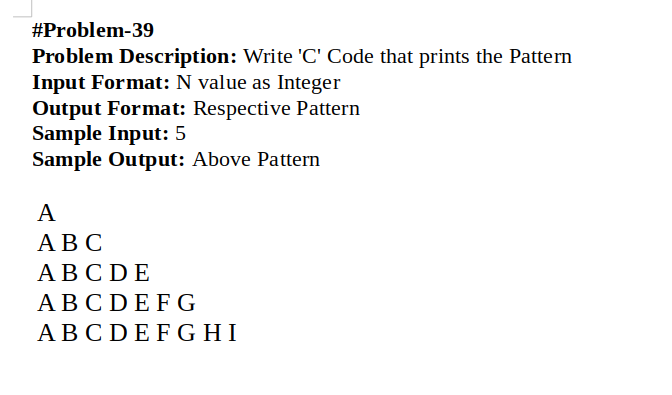 #Problem-39
Problem Description: Write 'C' Code that prints the Pattern
Input Format: N value as Integer
Output Format: Respective Pattern
Sample Input: 5
Sample Output: Above Pattern
A
A B C
A B C D E
A B C D E F G
A B C D E F G H I